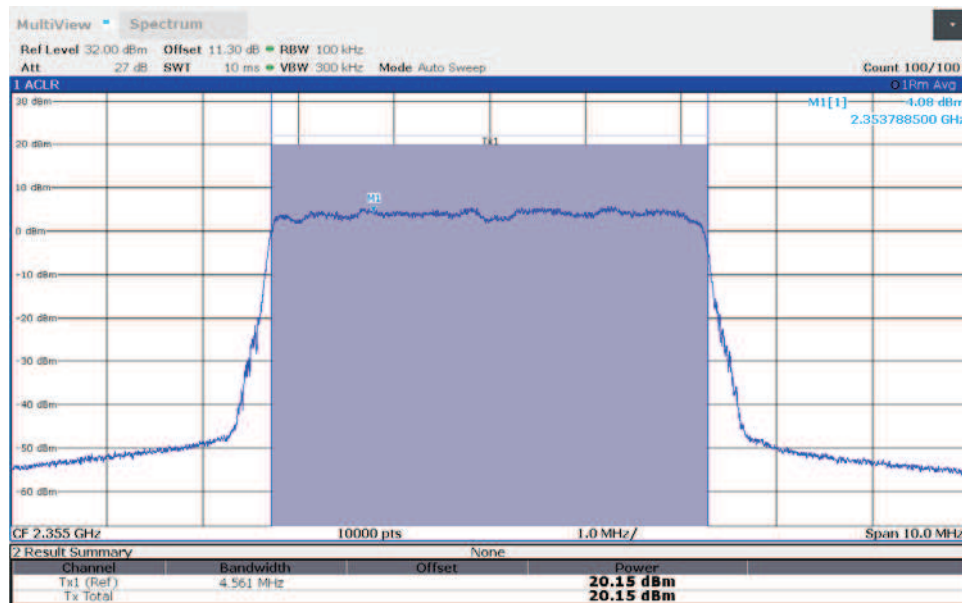 MultiView Spectrum
Ref Level 32.00 dBm Offset 11.30 dB RBW 100 kHz
Att 27 dB SWT 10 ms VBW 300 kHz Mode Auto Sweep Count 100/100
1 ACLR 1Rm Avg
30 dBm M1[1] 4.08 dBm
2.353788500 GHz
20 dBm Tx1
10 dBm
M1
0 dBm
-10 dBm
-20 dBm
-30 dBm
-40 dBm
-50 dBm
-60 dBm
CF 2.355 GHz 10000 pts 1.0 MHz/ Span 10.0 MHz
2 Result Summary None
Channel Bandwidth Offset Power
Tx1 (Ref) 4.561 MHz 20.15 dBm
Tx Total 20.15 dBm